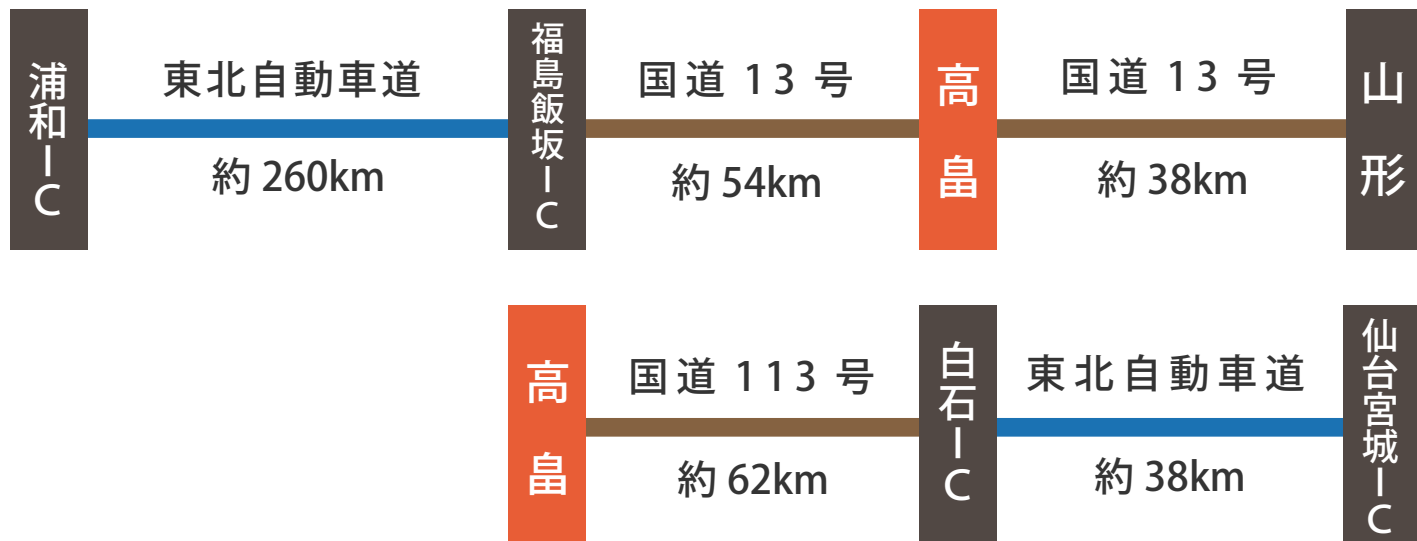 浦和IC
東北自動車道
約 260km
福島飯坂IC
国道 13 号
約 54km
高畠
国道 13 号
約 38km
山形
高畠
国道 113 号
約 62km
白石IC
東北自動車道
約 38km
仙台宮城IC